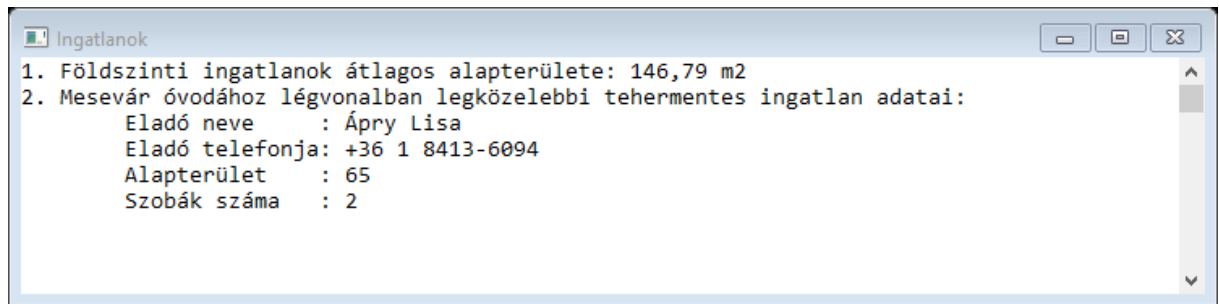 Ingatlanok
1. Földszinti ingatlanok átlagos alapterülete: 146,79 m2
2. Mesevár óvodához légvonalban legközelebbi tehermentes ingatlan adatai:
Eladó neve : Ápry Lisa
Eladó telefonja: +36 1 8413-6094
Alapterület : 65
Szobák száma : 2